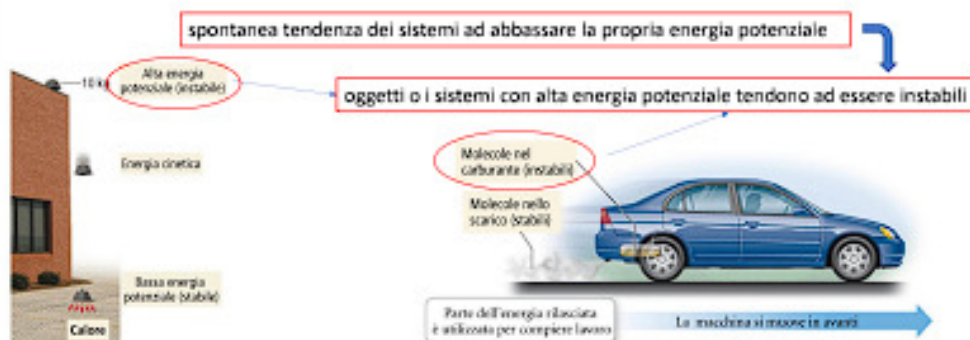 spontanea tendenza dei sistemi ad abbassare la propria energia potenziale
10 kg
Alta energia
potenziale (instabile)
oggetti o i sistemi con alta energia potenziale tendono ad essere instabili
Energia cinetica
Molecole nel
carburante (instabili)
Molecole nello
scarico (stabili)
Bassa energia
potenziale (stabile)
Calore
Parte dell'energia rilasciata
è utilizzata per compiere lavoro
La macchina si muove in avanti